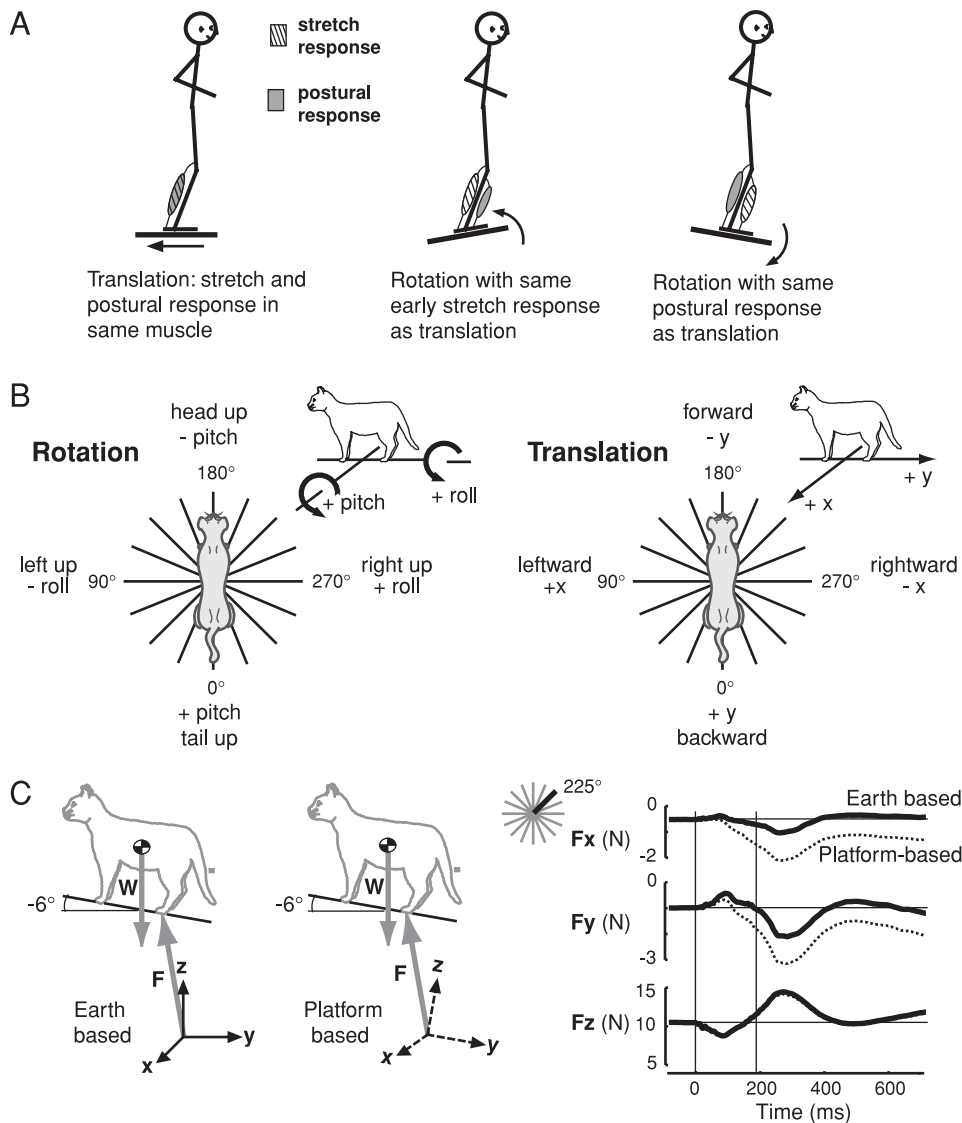 A
stretch
response
postural
response
Translation: stretch and
postural response in
same muscle
Rotation with same
early stretch response
as translation
Rotation with same
postural response
as translation
B
Rotation
head up
- pitch
180°
+ pitch
+ roll
left up
- roll
90°
270°
right up
+ roll
0°
+ pitch
tail up
Translation
forward
- y
180°
+ x
+ y
leftward
+x
90°
270°
rightward
- x
0°
+ y
backward
C
W
-6°
F
z
y
x
Earth
based
W
-6°
F
z
y
x
Platform
based
225°
Earth based
Platform-based
Fx (N)
0
-2
Fy (N)
0
-3
Fz (N)
15
10
5
0 200 400 600
Time (ms)